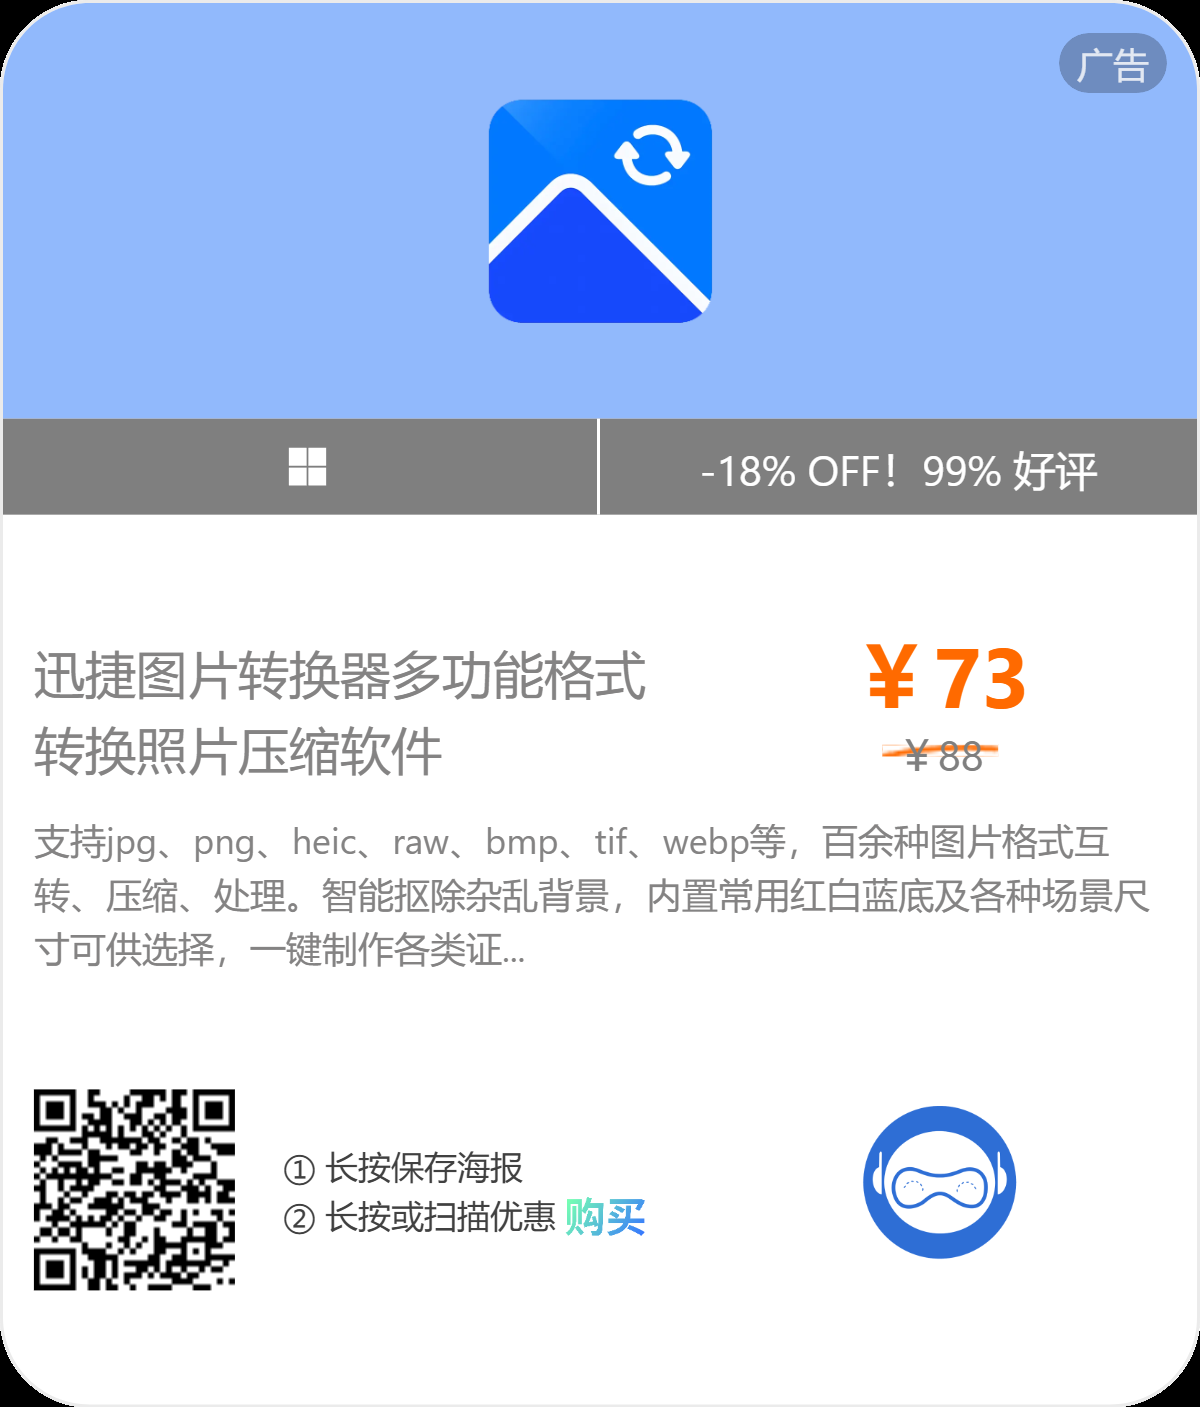 广告
-18% OFF！99% 好评
迅捷图片转换器多功能格式
转换照片压缩软件
¥ 73
¥ 88
支持jpg、png、heic、raw、bmp、tif、webp等，百余种图片格式互
转、压缩、处理。智能抠除杂乱背景，内置常用红白蓝底及各种场景尺
寸可供选择，一键制作各类证...
① 长按保存海报
② 长按或扫描优惠 购买